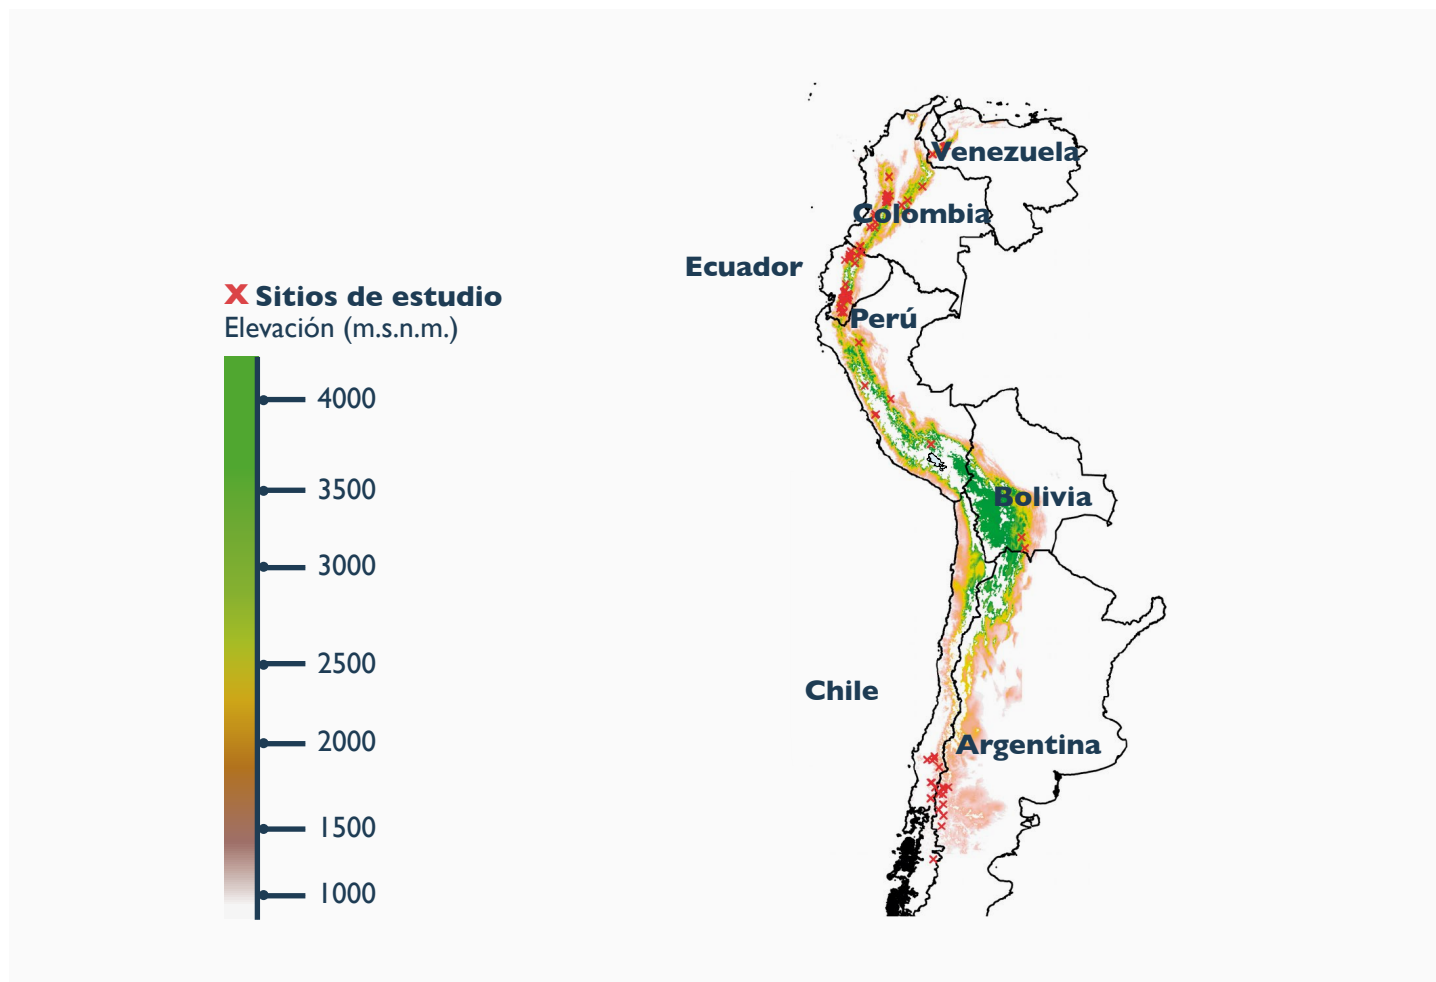 Venezuela
Colombia
Ecuador
X Sitios de estudio
Elevación (m.s.n.m.)
Perú
4000
3500
Bolivia
3000
2500
Chile
2000
Argentina
1500
1000